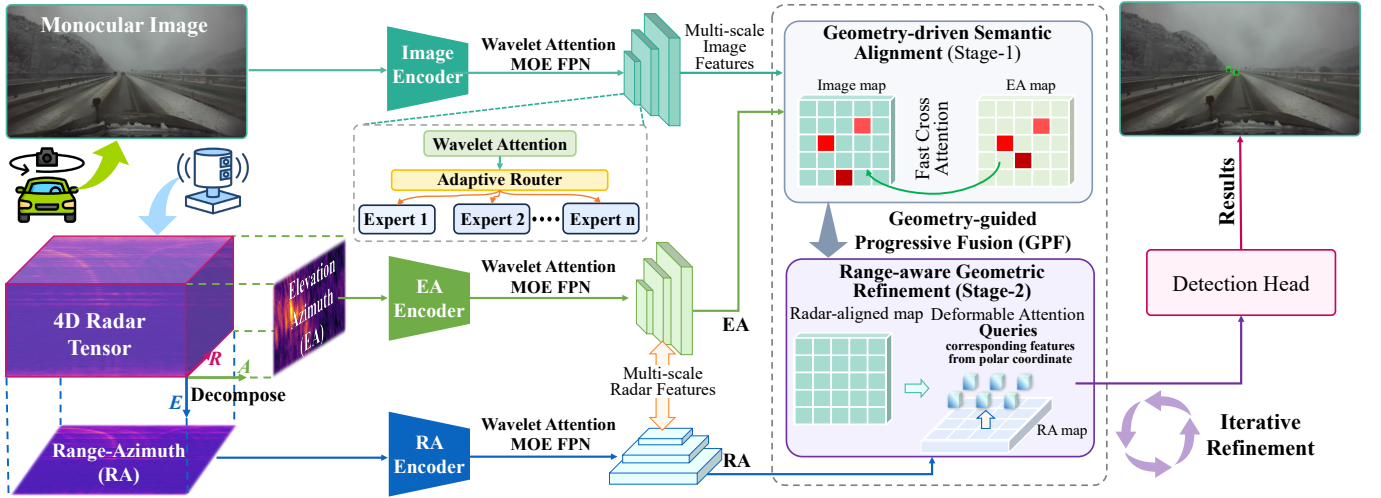 Monocular Image
Image
Encoder
Wavelet Attention
MOE FPN
Multi-scale
Image
Features
Geometry-driven Semantic
Alignment (Stage-1)
Image map
EA map
Fast Cross
Attention
Wavelet Attention
Adaptive Router
Expert 1
Expert 2
Expert n
Geometry-guided
Progressive Fusion (GPF)
Results
4D Radar
Tensor
Elevation
Azimuth
(EA)
R
A
E
Decompose
EA
Encoder
Wavelet Attention
MOE FPN
EA
Multi-scale
Radar Features
Range-aware Geometric
Refinement (Stage-2)
Radar-aligned map
Deformable Attention
Queries
corresponding features
from polar coordinate
RA map
Detection Head
Range-Azimuth
(RA)
RA
Encoder
Wavelet Attention
MOE FPN
RA
Iterative
Refinement